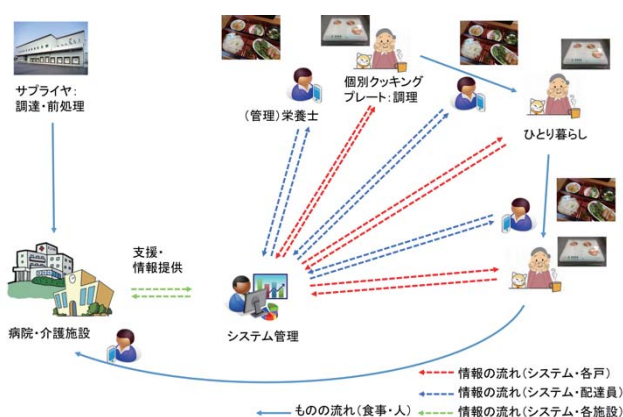 サプライヤ:
調達・前処理
(管理)栄養士
個別クッキング
プレート:調理
ひとり暮らし
支援・
情報提供
病院・介護施設
システム管理
情報の流れ(システム・各戸)
情報の流れ(システム・配達員)
ものの流れ(食事・人)
情報の流れ(システム・各施設)